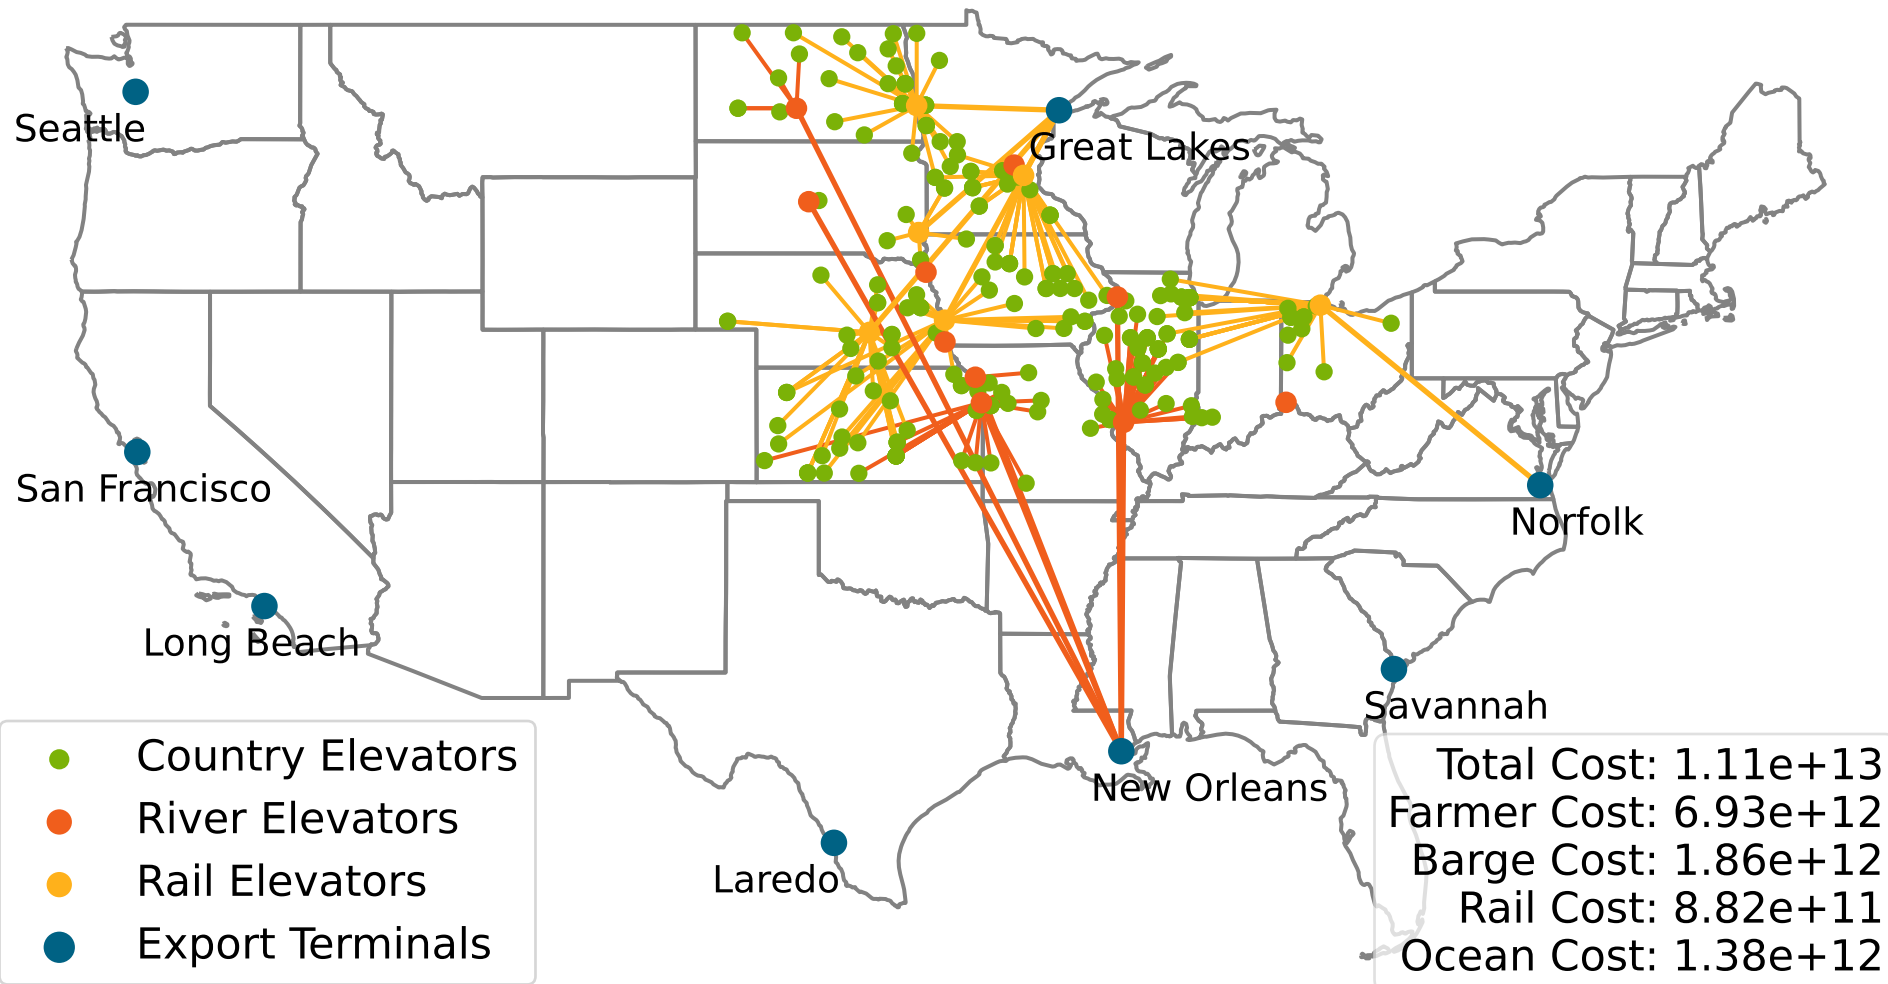 Seattle
Great Lakes
San Francisco
Norfolk
Long Beach
Savannah
New Orleans
Laredo
Country Elevators
River Elevators
Rail Elevators
Export Terminals
Total Cost: 1.11e+13
Farmer Cost: 6.93e+12
Barge Cost: 1.86e+12
Rail Cost: 8.82e+11
Ocean Cost: 1.38e+12